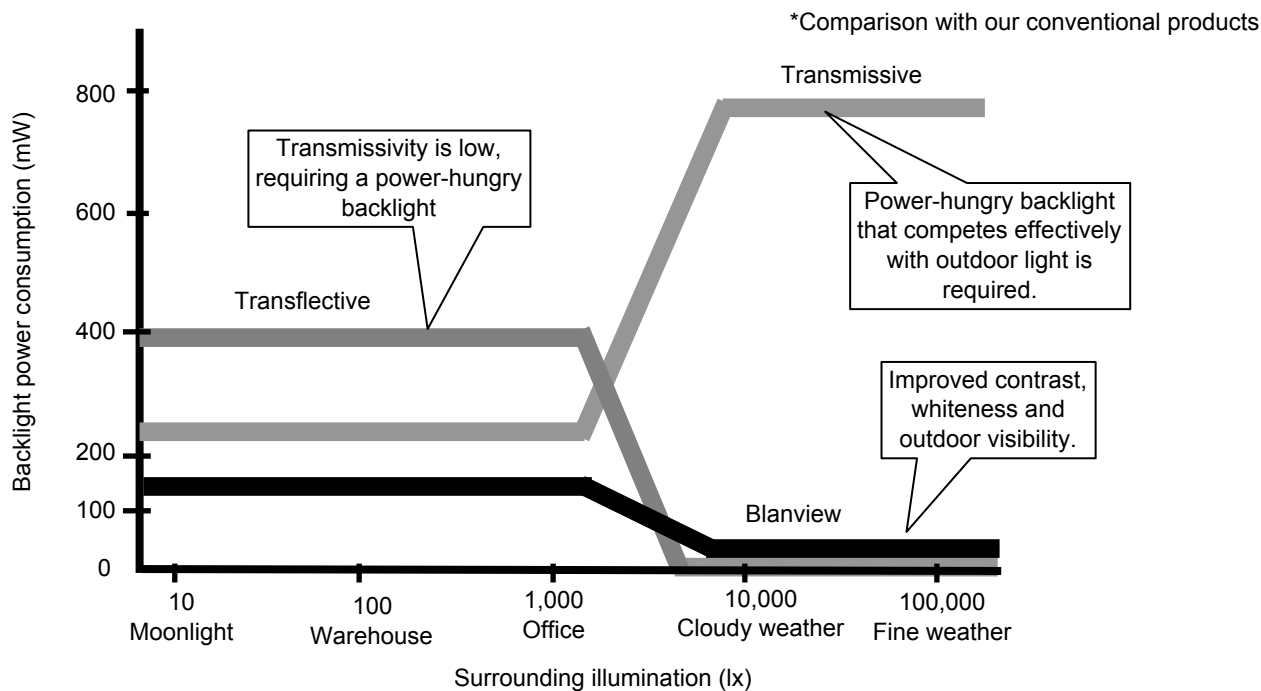 *Comparison with our conventional products
Backlight power consumption (mW)
800
600
400
200
100
0
Transmissive
Transmissivity is low,
requiring a power-hungry
backlight
Power-hungry backlight
that competes effectively
with outdoor light is
required.
Transflective
Improved contrast,
whiteness and
outdoor visibility.
Blanview
10
Moonlight
100
Warehouse
1,000
Office
10,000
Cloudy weather
100,000
Fine weather
Surrounding illumination (lx)